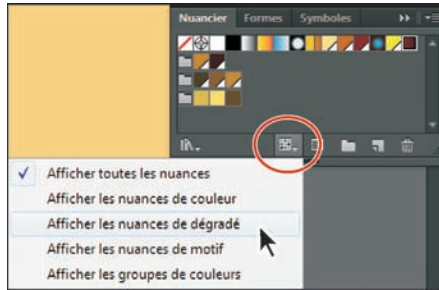 Nuancier Formes Symboles
Afficher toutes les nuances
Afficher les nuances de couleur
Afficher les nuances de dégradé
Afficher les nuances de motif
Afficher les groupes de couleurs